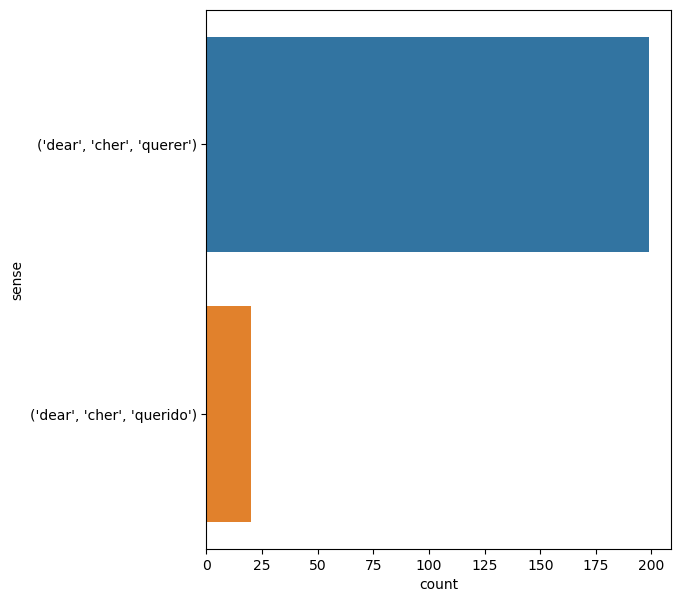 ('dear', 'cher', 'querer')
('dear', 'cher', 'querido')
sense
0 25 50 75 100 125 150 175 200
count